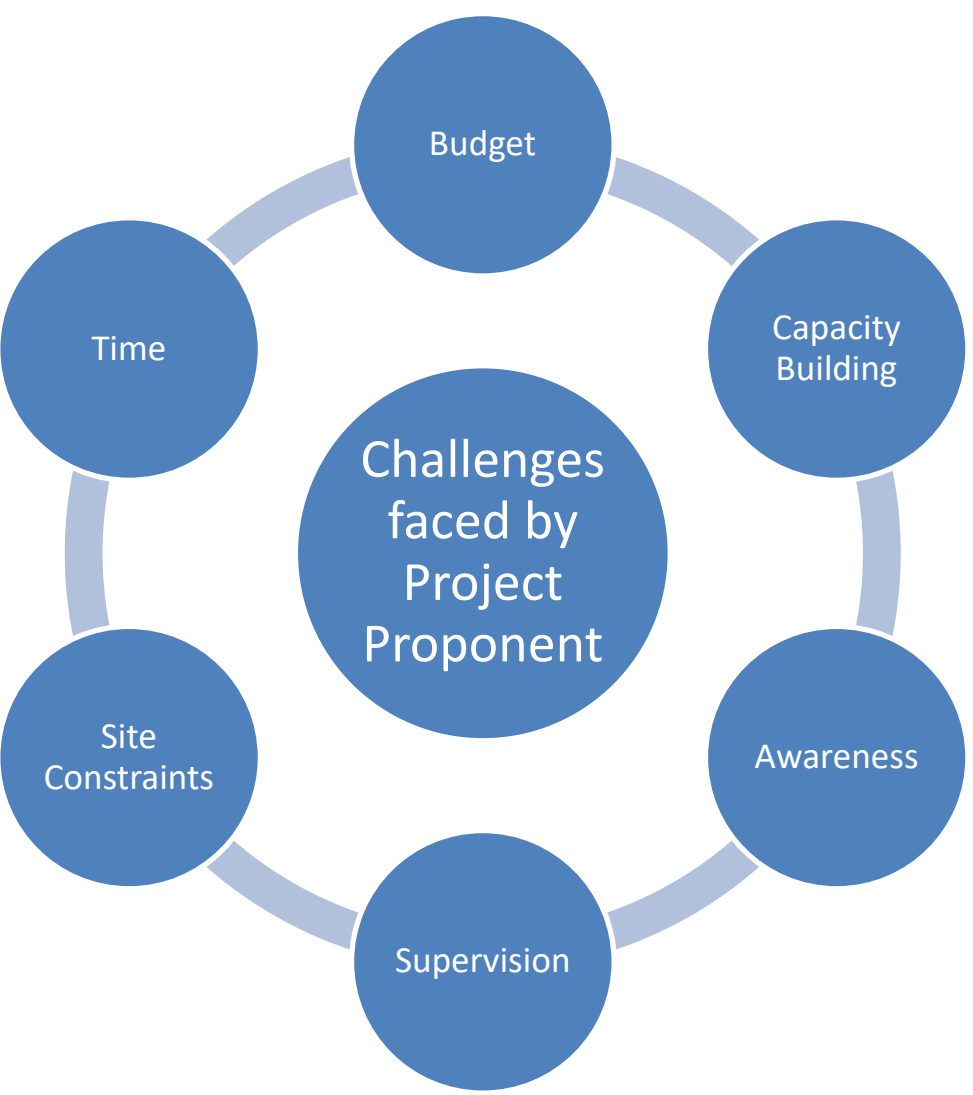 Budget
Capacity
Building
Awareness
Supervision
Site
Constraints
Time
Challenges
faced by
Project
Proponent